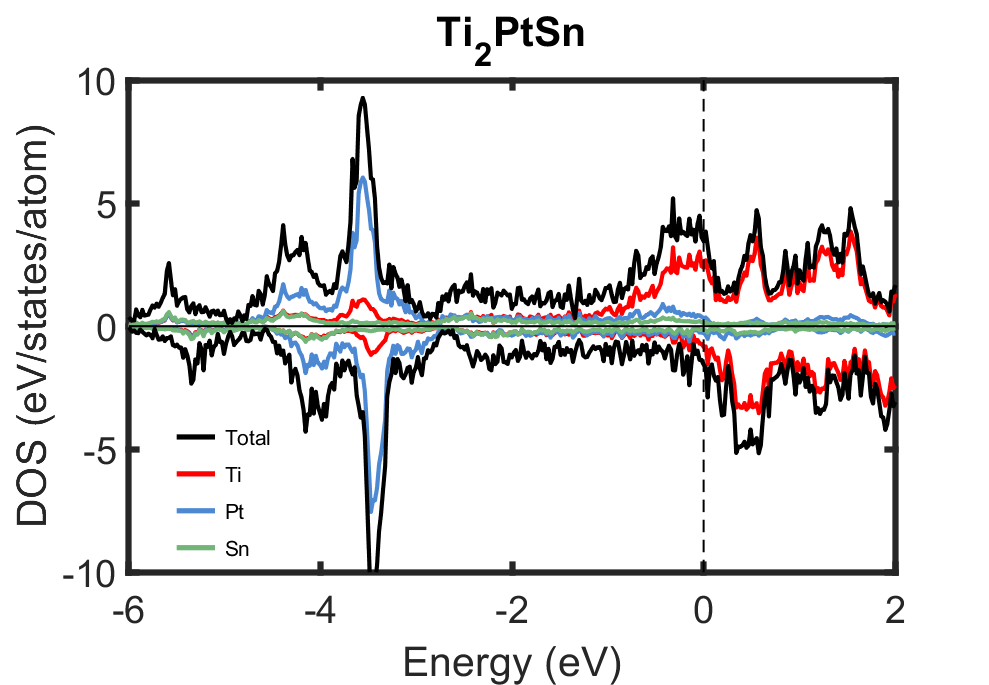 Ti2PtSn
DOS (eV/states/atom)
10
5
0
-5
-10
Total
Ti
Pt
Sn
-6 -4 -2 0 2
Energy (eV)